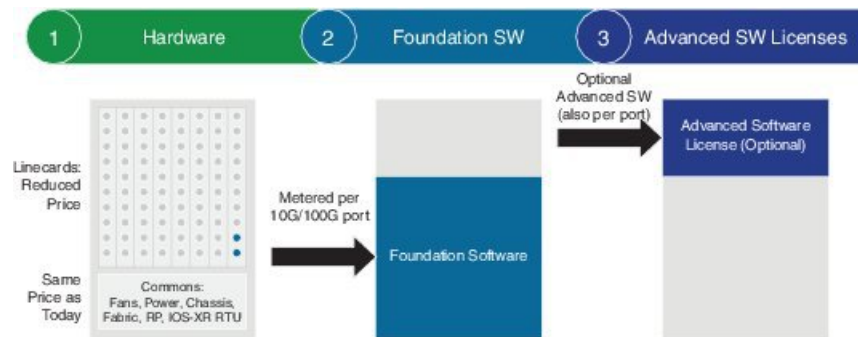 1 Hardware 2 Foundation SW 3 Advanced SW Licenses
Optional
Advanced SW
(also per port)
Advanced Software
License (Optional)
Linecards:
Reduced
Price
Metered per
10G/100G port
Foundation Software
Same
Price as
Today
Commons:
Fans, Power, Chassis,
Fabric, RP, IOS-XR RTU